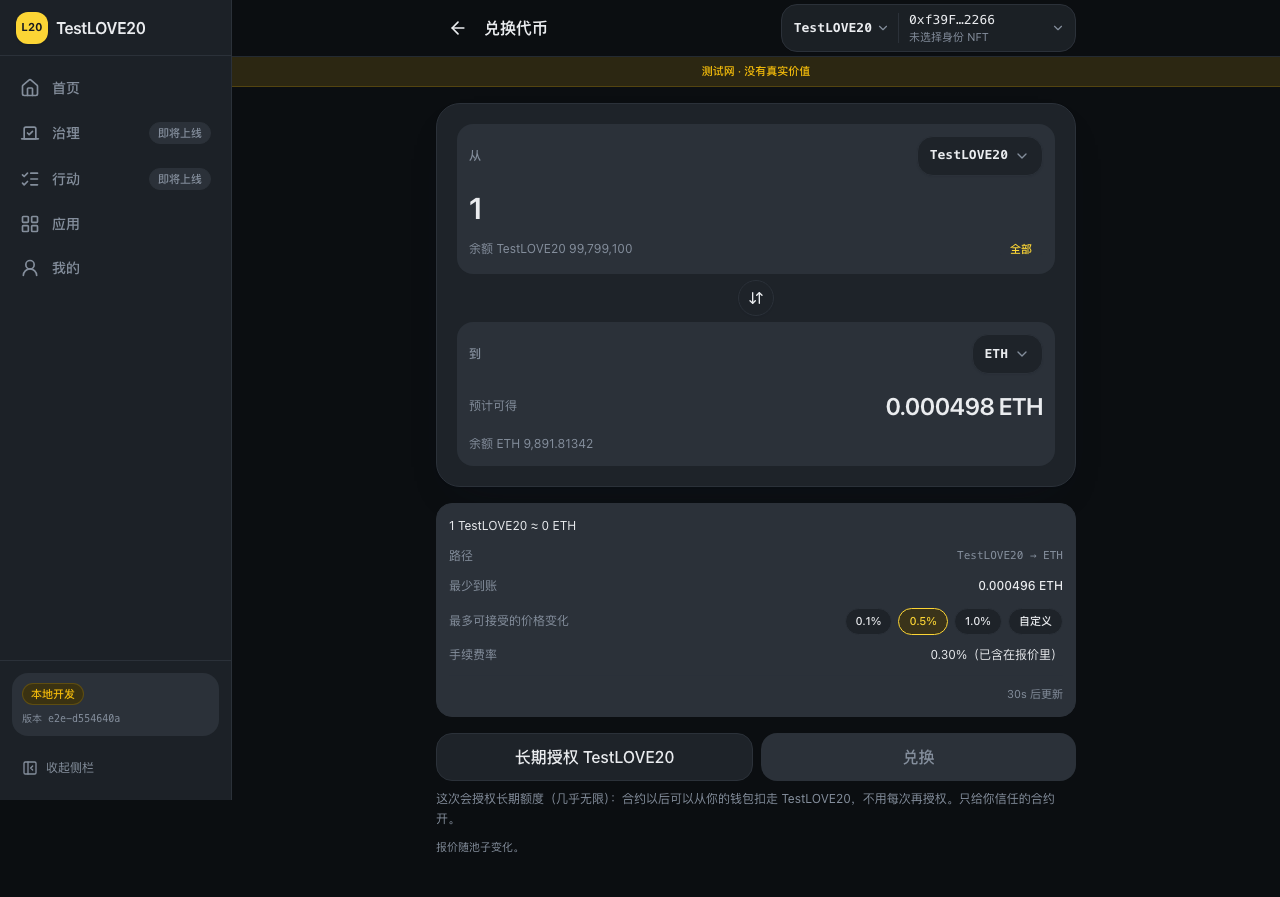 L20 TestLOVE20
首页
治理 即将上线
行动 即将上线
应用
我的
本地开发
版本 e2e-d554640a
收起侧栏
兑换代币
TestLOVE20
0xf39F…2266
未选择身份 NFT
测试网 · 没有真实价值
从 TestLOVE20
1
余额 TestLOVE20 99,799,100 全部
到 ETH
预计可得 0.000498 ETH
余额 ETH 9,891.81342
1 TestLOVE20 ≈ 0 ETH
路径 TestLOVE20 → ETH
最少到账 0.000496 ETH
最多可接受的价格变化 0.1% 0.5% 1.0% 自定义
手续费率 0.30%（已含在报价里）
30s 后更新
长期授权 TestLOVE20 兑换
这次会授权长期额度（几乎无限）：合约以后可以从你的钱包扣走 TestLOVE20，不用每次再授权。只给你信任的合约
开。
报价随池子变化。